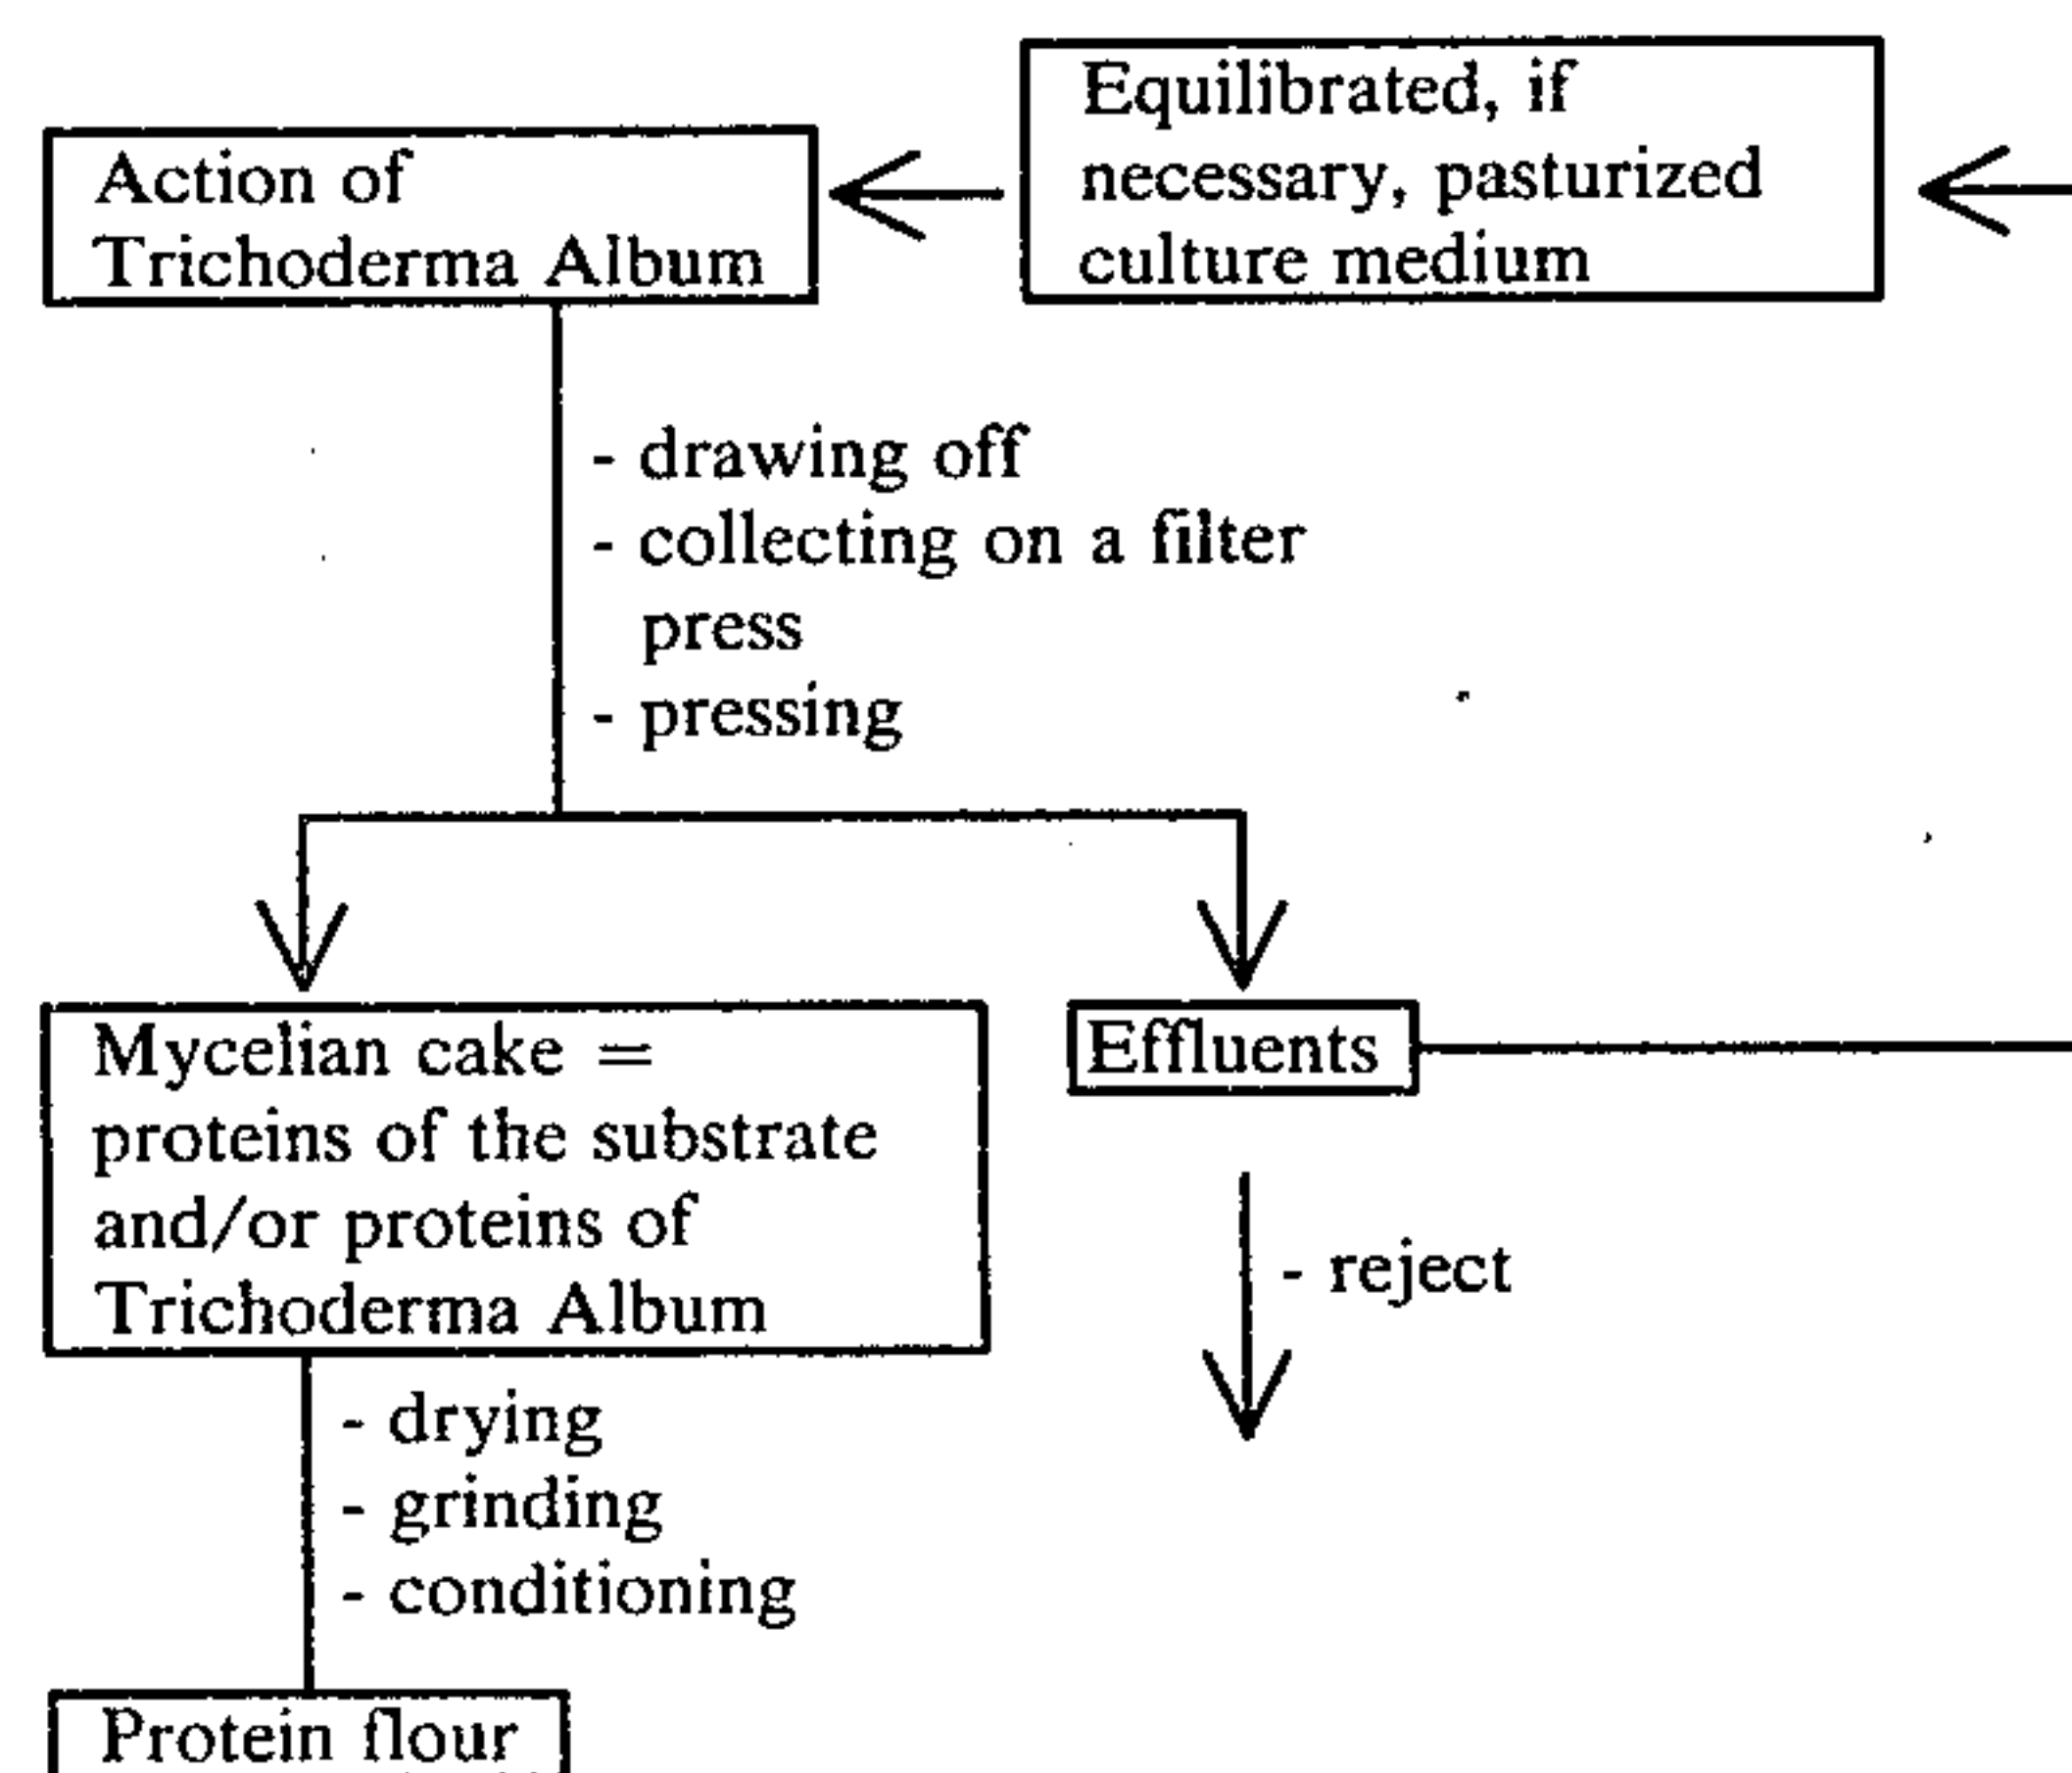 Equilibrated, if
necessary, pasturized
culture medium
Action of
Trichoderma Album
- drawing off
- collecting on a filter
press
- pressing
Mycelian cake =
proteins of the substrate
and/or proteins of
Trichoderma Album
Effluents
- reject
- drying
- grinding
- conditioning
Protein flour